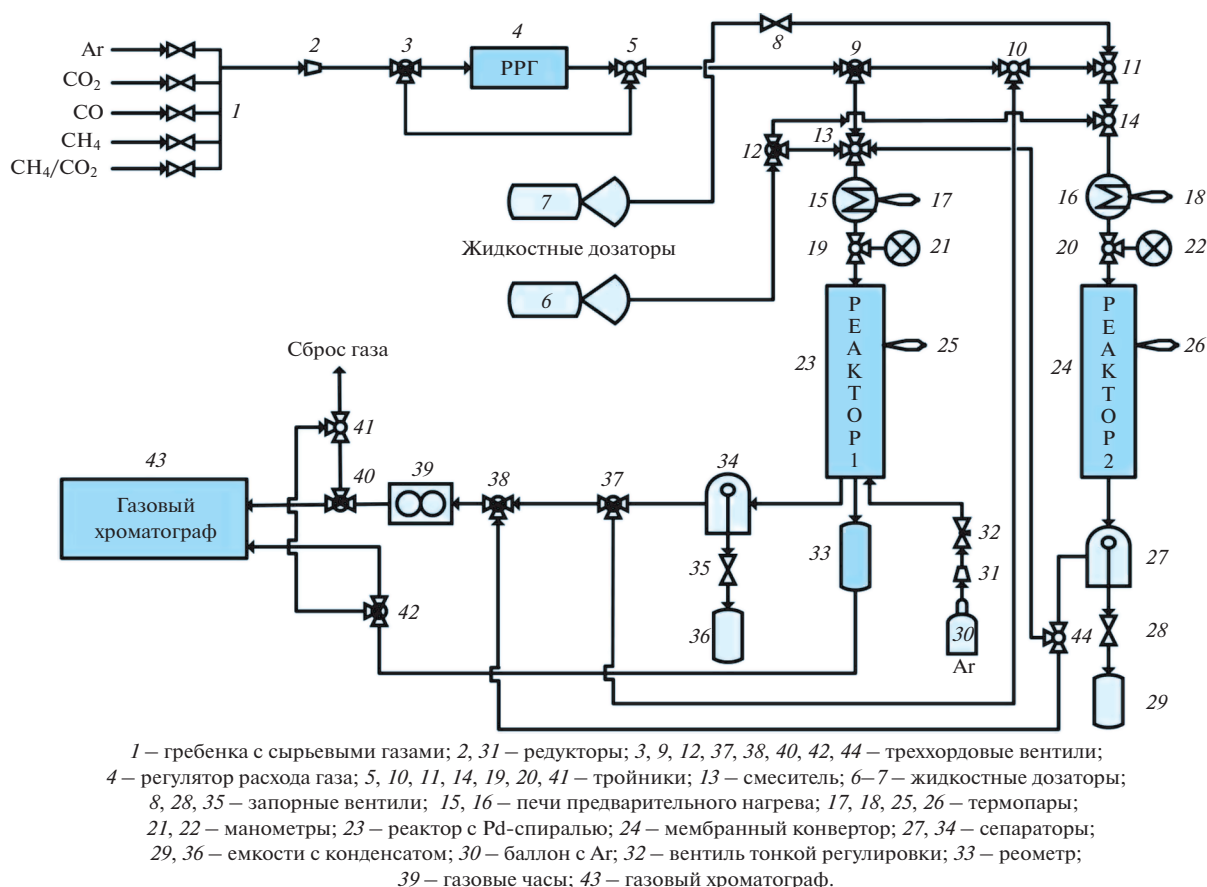 Ar
CO₂
CO
CH₄
CH₄/CO₂
1
2
3
4
РРГ
5
8
9
10
11
12
13
14
7
Жидкостные дозаторы
6
15
17
16
18
19
21
20
22
РЕАКТОР 1
23
25
РЕАКТОР 2
24
26
Сброс газа
41
43
Газовый
хроматограф
40
39
38
37
34
42
35
36
33
32
31
30
Ar
27
44
28
29
1 – гребенка с сырьевыми газами; 2, 31 – редукторы; 3, 9, 12, 37, 38, 40, 42, 44 – треххордовые вентили;
4 – регулятор расхода газа; 5, 10, 11, 14, 19, 20, 41 – тройники; 13 – смеситель; 6–7 – жидкостные дозаторы;
8, 28, 35 – запорные вентили; 15, 16 – печи предварительного нагрева; 17, 18, 25, 26 – термопары;
21, 22 – манометры; 23 – реактор с Pd-спиралью; 24 – мембранный конвертор; 27, 34 – сепараторы;
29, 36 – емкости с конденсатом; 30 – баллон с Ar; 32 – вентиль тонкой регулировки; 33 – реометр;
39 – газовые часы; 43 – газовый хроматограф.